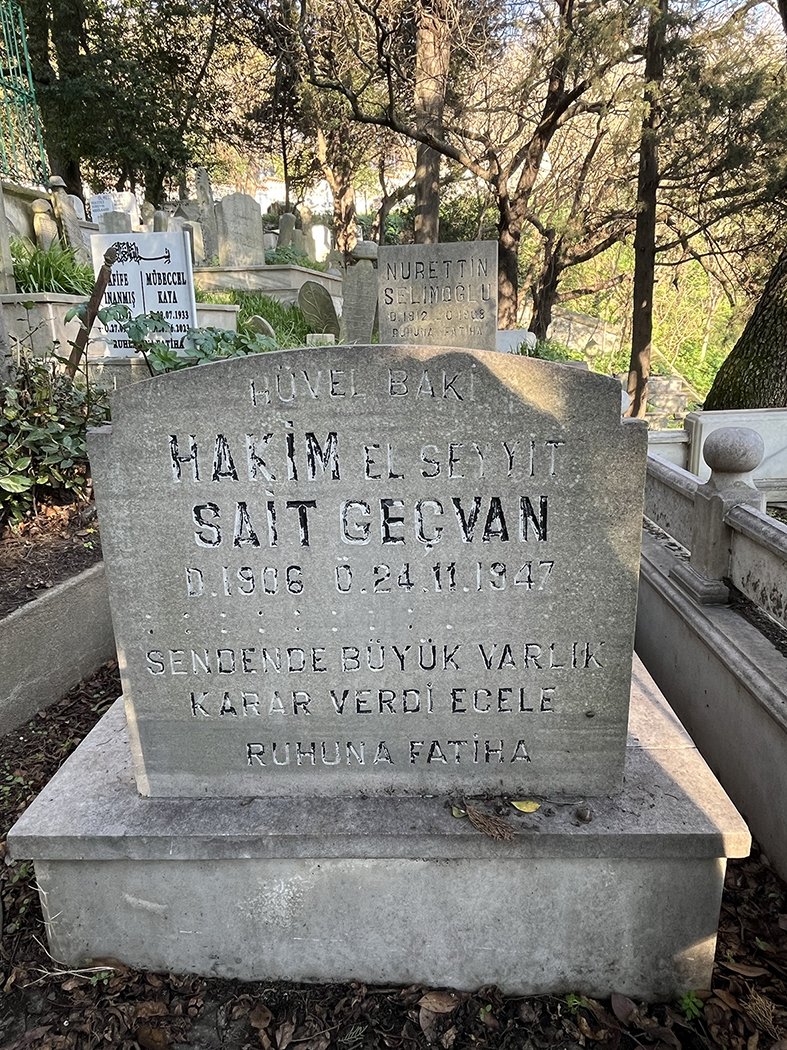 HÜVEL BAKİ
HAKİM EL SEYYİT
SAİT GEÇVAN
D.1906 Ö.24.11.1947
SENDENDE BÜYÜK VARLIK
KARAR VERDİ ECELE
RUHUNA FATİHA
NURETTİN
SELİMOĞLU
D.1912
RUHUNA FATİHA
MÜBECCEL
KAYA